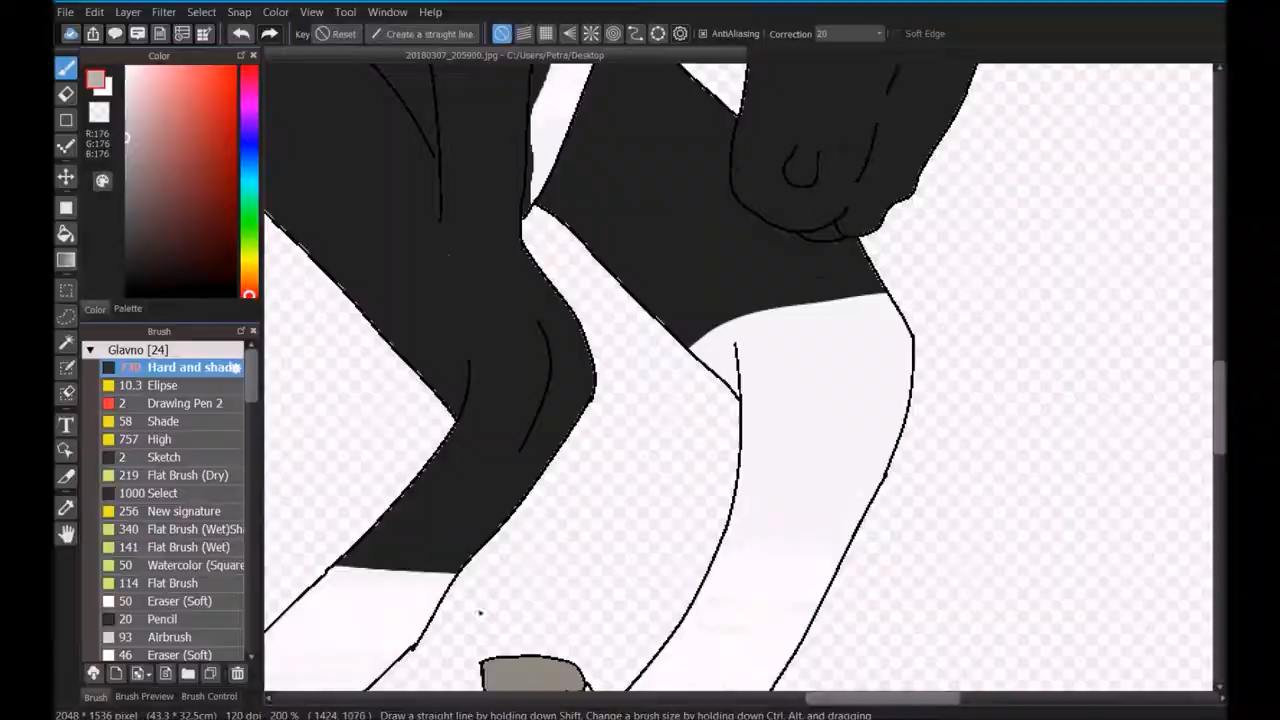 File Edit Layer Filter Select Snap Color View Tool Window Help
Key Reset Create a straight line. AntiAliasing Correction 20 Soft Edge
Color
20180307_205900.jpg - C:/Users/Petra/Desktop
R:176
G:176
B:176
Color Palette
Brush
Glavno [24]
Hard and shad
10.3 Elipse
2 Drawing Pen 2
58 Shade
757 High
2 Sketch
219 Flat Brush (Dry)
1000 Select
256 New signature
340 Flat Brush (Wet)Sh
141 Flat Brush (Wet)
50 Watercolor (Square
114 Flat Brush
50 Eraser (Soft)
20 Pencil
93 Airbrush
46 Eraser (Soft)
T
Brush Brush Preview Brush Control
2048 * 1536 pixel (43.3 * 32.5cm) 120 dpi 200 % ( 1424, 1076 ) Draw a straight line by holding down Shift, Change a brush size by holding down Ctrl, Alt, and dragging